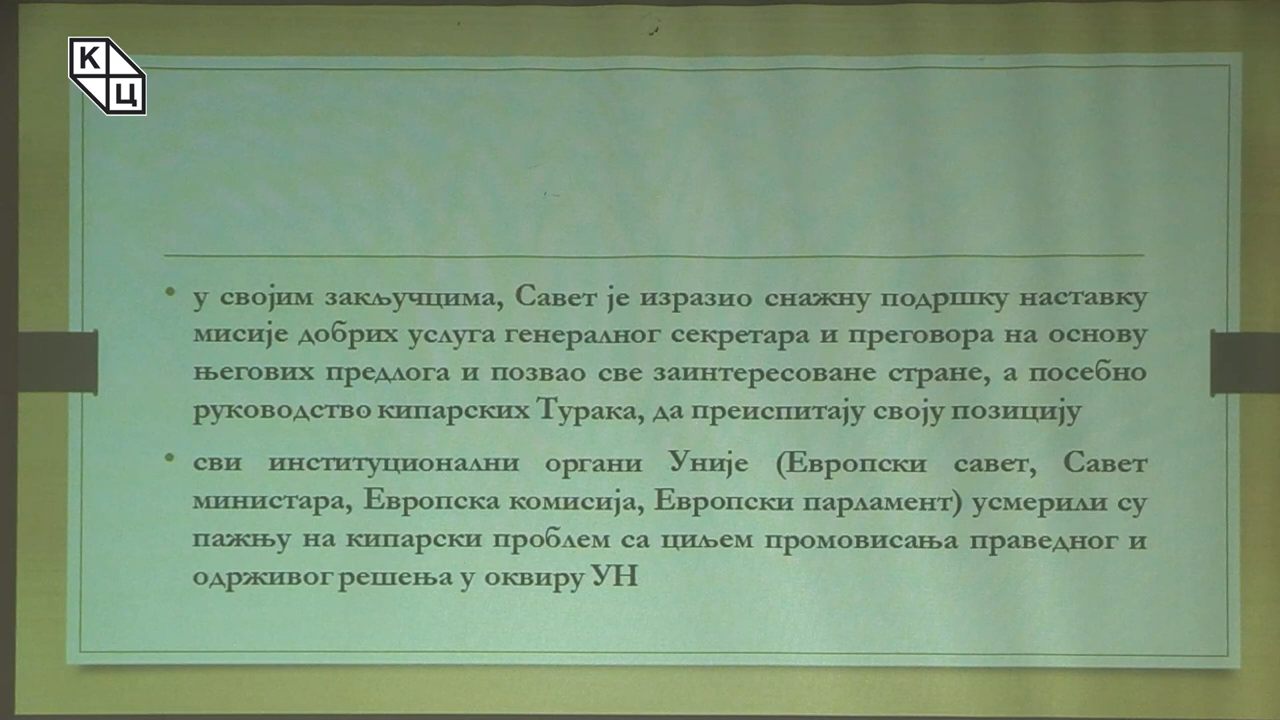 К
Ц
• у својим закључцима, Савет је изразио снажну подршку наставку
мисије добрих услуга генералног секретара и преговора на основу
његових предлога и позвао све заинтересоване стране, а посебно
руководство кипарских Турака, да преиспитају своју позицију
• сви институционални органи Уније (Европски савет, Савет
министара, Европска комисија, Европски парламент) усмерили су
пажњу на кипарски проблем са циљем промовисања праведног и
одрживог решења у оквиру УН